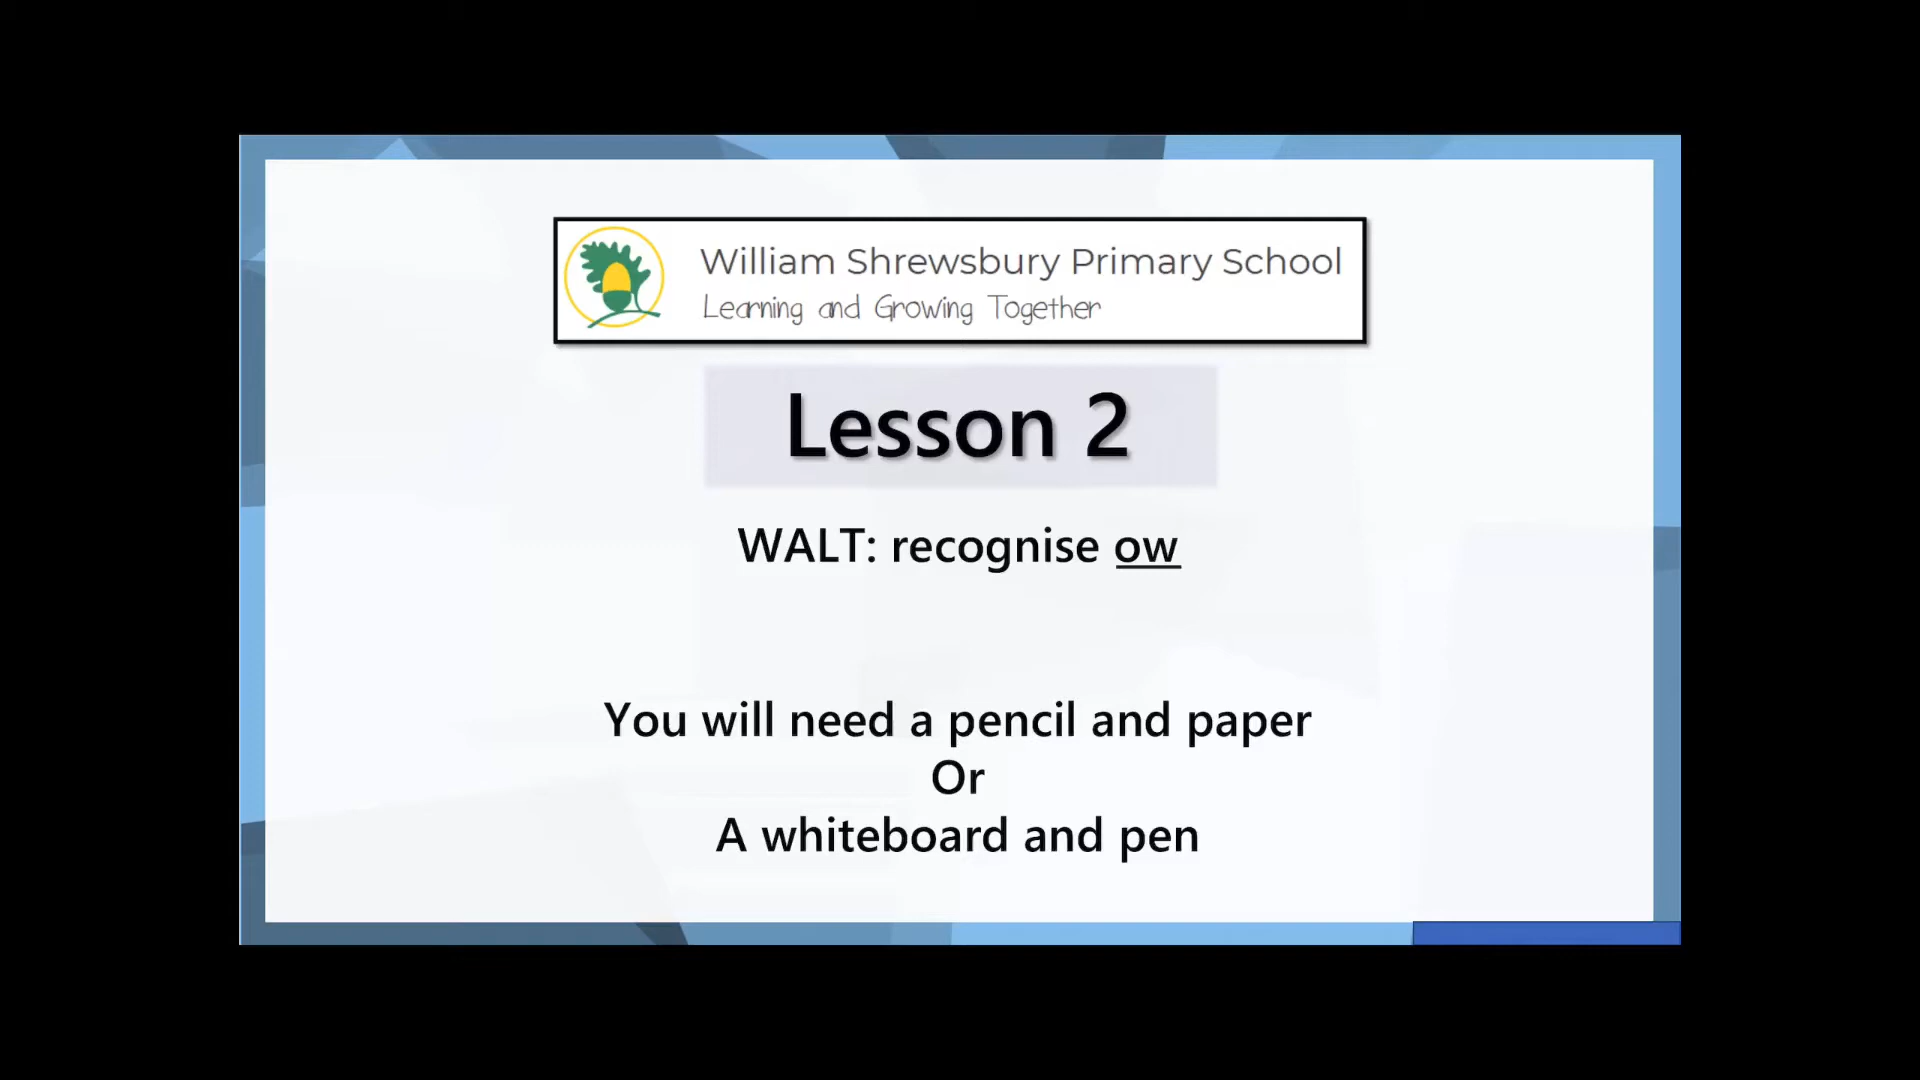 William Shrewsbury Primary School
Learning and Growing Together
Lesson 2
WALT: recognise ow
You will need a pencil and paper
Or
A whiteboard and pen